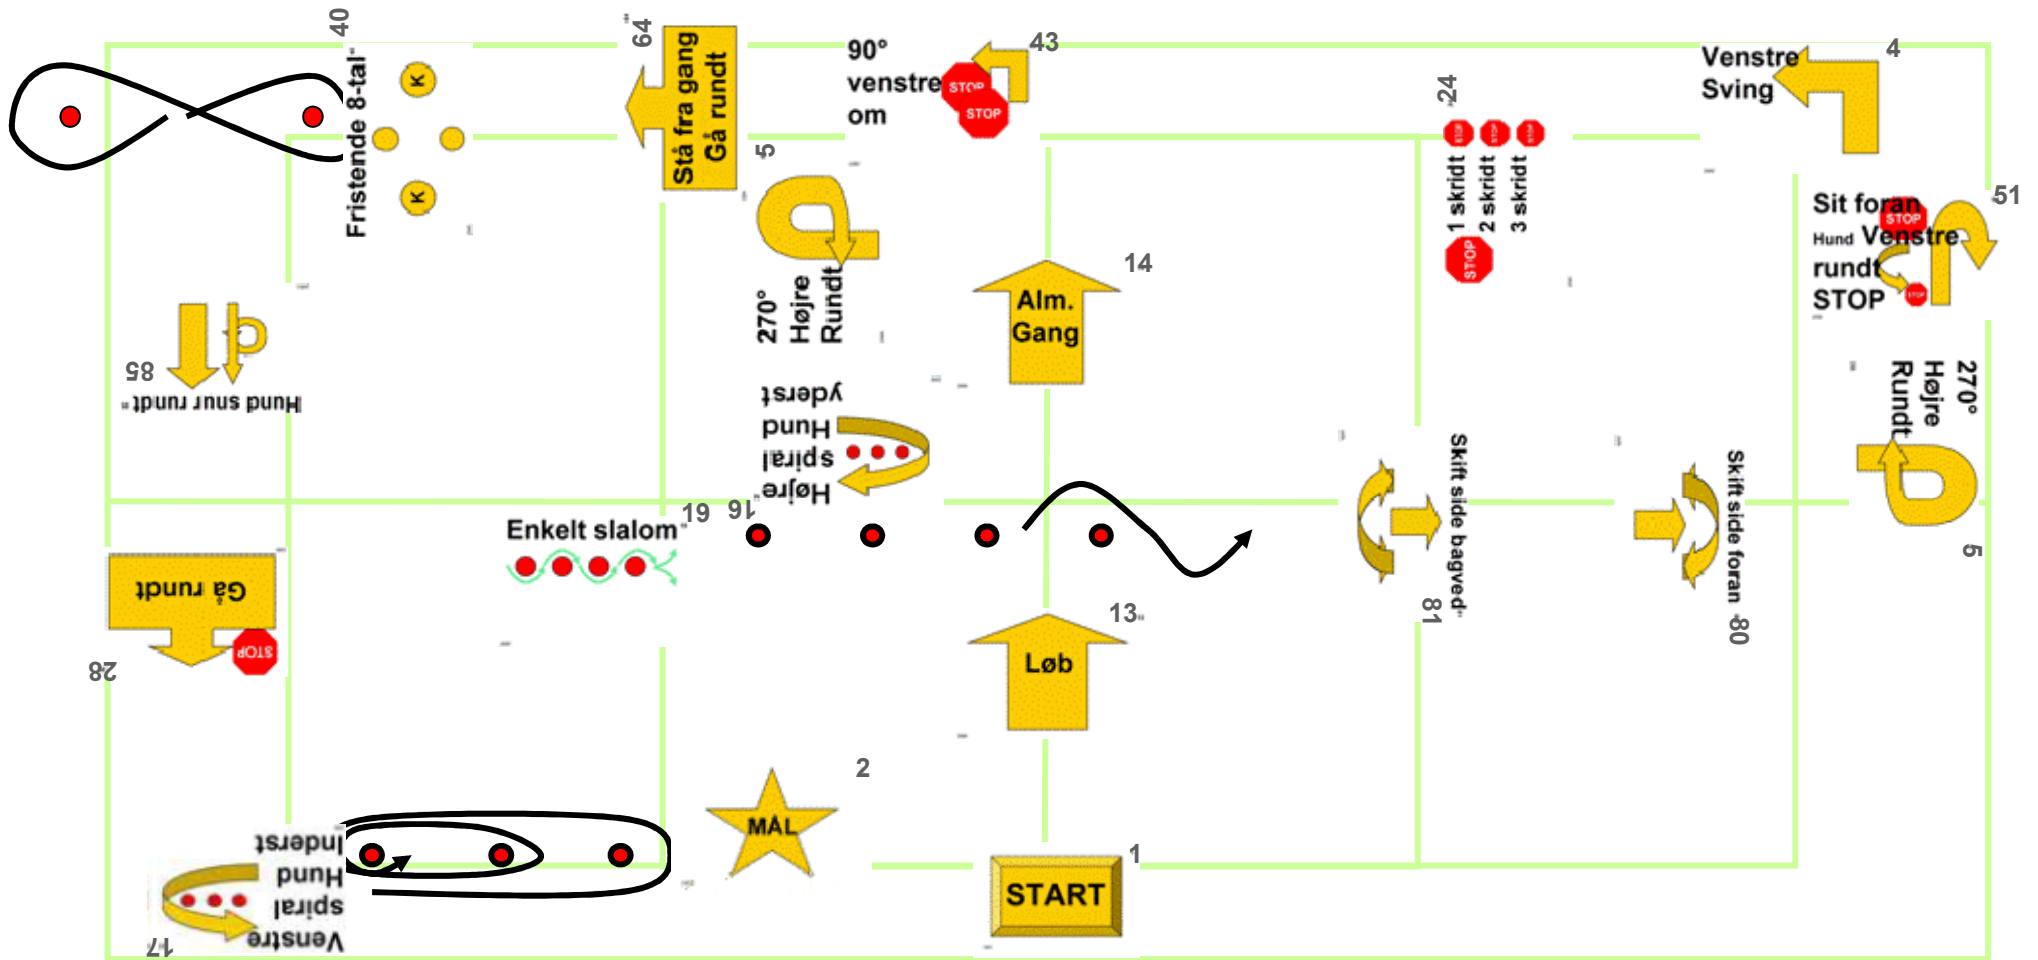 40
Fristende 8-tal
K
K
64
Stå fra gang
Gå rundt
90°
venstre
om
STOP
STOP
43
24
STOP
STOP
STOP
1 skridt
2 skridt
3 skridt
STOP
Venstre
Sving
4
5
270°
Højre
Rundt
Alm.
Gang
14
Sit foran
STOP
Hund Venstre
rundt
STOP
STOP
51
85
Hund snur rundt
Højre
spiral
Hund
yderst
16
270°
Højre
Rundt
5
Enkelt slalom
61
Skift side bagved
81
Skift side foran
80
Gå rundt
STOP
28
Løb
13
MÅL
2
START
1
Venstre
spiral
Hund
Inderst
17